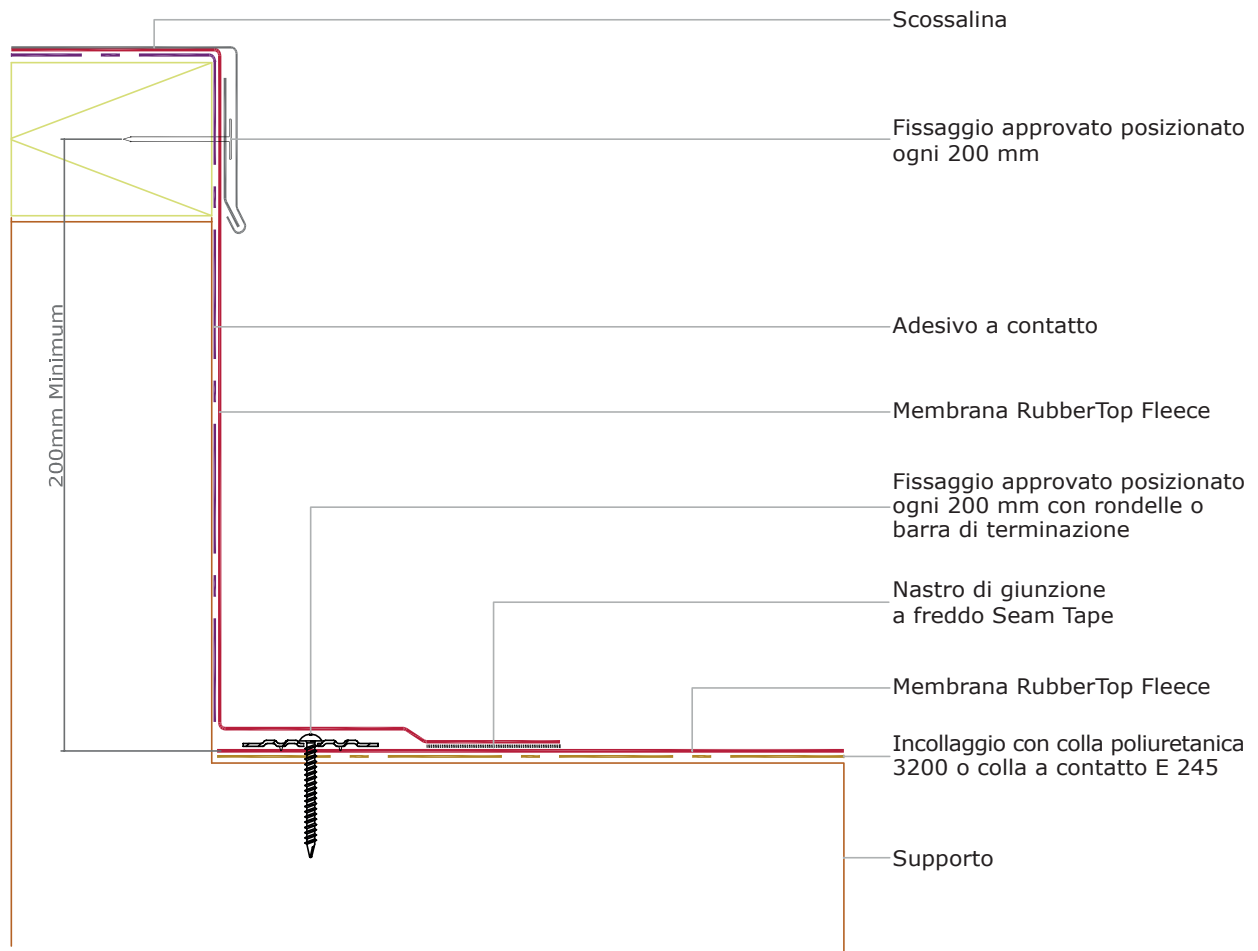 Scossalina
Fissaggio approvato posizionato
ogni 200 mm
200mm Minimum
Adesivo a contatto
Membrana RubberTop Fleece
Fissaggio approvato posizionato
ogni 200 mm con rondelle o
barra di terminazione
Nastro di giunzione
a freddo Seam Tape
Membrana RubberTop Fleece
Incollaggio con colla poliuretanica
3200 o colla a contatto E 245
Supporto